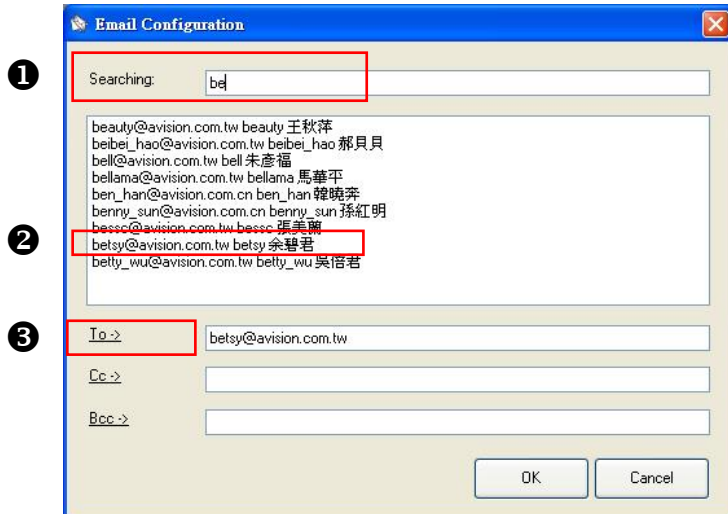 Email Configuration
❶
Searching: be
beauty@avision.com.tw beauty 王秋萍
beibei_hao@avision.com.tw beibei_hao 郝貝貝
bell@avision.com.tw bell 朱彥福
bellama@avision.com.tw bellama 馬華平
ben_han@avision.com.cn ben_han 韓曉奔
benny_sun@avision.com.cn benny_sun 孫紅明
bessc@avision.com.tw bessc 張美蘭
❷
betsy@avision.com.tw betsy 余碧君
betty_wu@avision.com.tw betty_wu 吳倍君
❸
To -> betsy@avision.com.tw
Cc ->
Bcc ->
OK Cancel